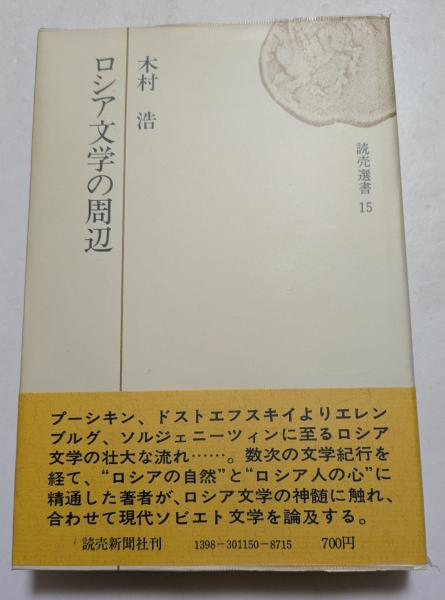 読売選書 15
木村 浩
ロシア文学の周辺
プーシキン、ドストエフスキイよりエレン
ブルグ、ソルジェニーツィンに至るロシア
文学の壮大な流れ……。数次の文学紀行を
経て、“ロシアの自然”と“ロシア人の心”に
精通した著者が、ロシア文学の神髄に触れ、
合わせて現代ソビエト文学を論及する。
読売新聞社刊 1398-301150-8715 700円